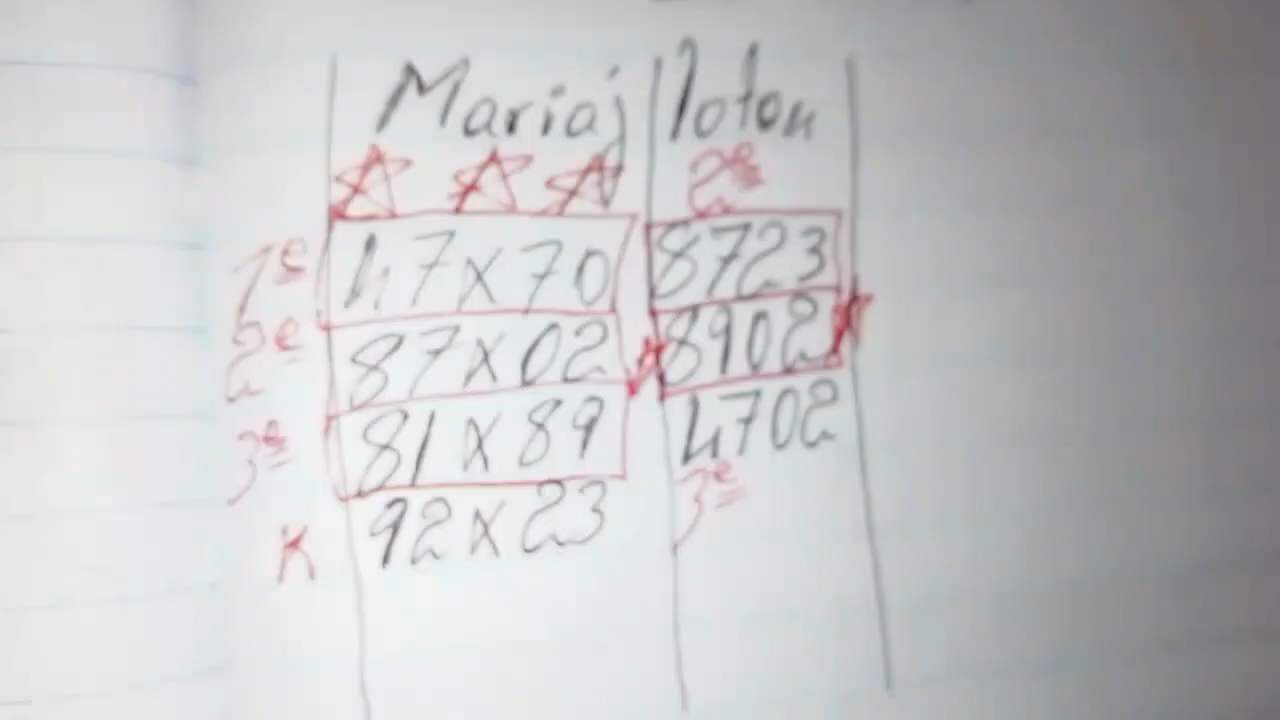 Mariaj loton
2e
1e 47x70 8723
2e 87x02 8902
3e 81x89 4702
3e
K 92x23